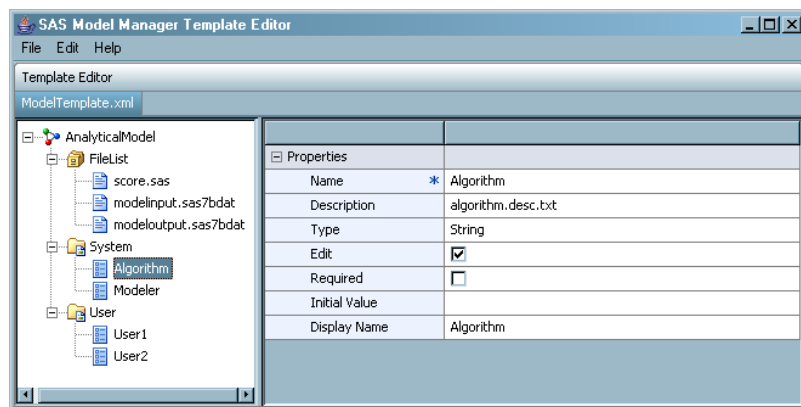 SAS Model Manager Template Editor
File Edit Help
Template Editor
ModelTemplate.xml
AnalyticalModel
FileList
score.sas
modelinput.sas7bdat
modeloutput.sas7bdat
System
Algorithm
Modeler
User
User1
User2
Properties
Name * Algorithm
Description algorithm.desc.txt
Type String
Edit
Required
Initial Value
Display Name Algorithm